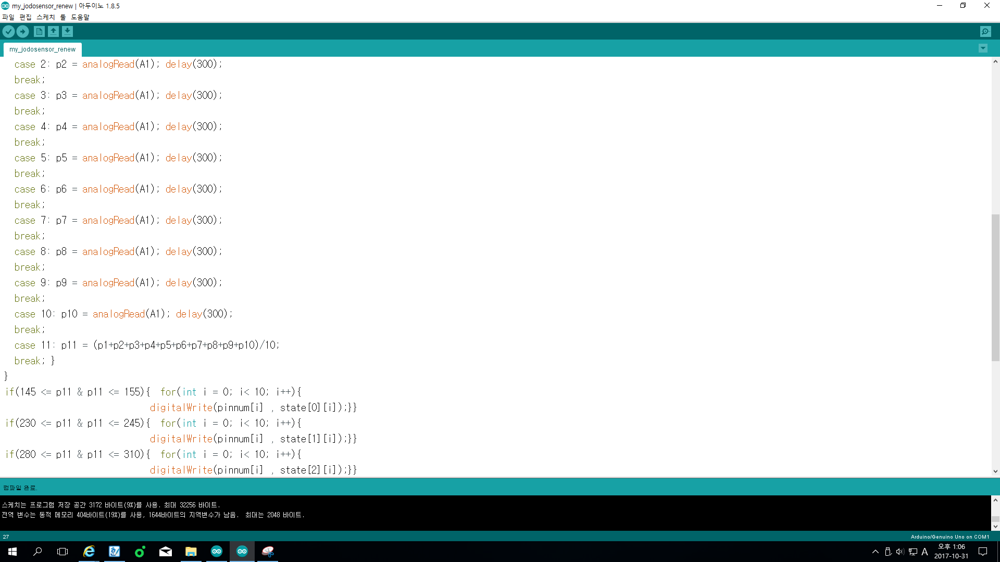 my_jodosensor_renew | 아두이노 1.8.5
파일 편집 스케치 툴 도움말
my_jodosensor_renew
case 2: p2 = analogRead(A1); delay(300);
break;
case 3: p3 = analogRead(A1); delay(300);
break;
case 4: p4 = analogRead(A1); delay(300);
break;
case 5: p5 = analogRead(A1); delay(300);
break;
case 6: p6 = analogRead(A1); delay(300);
break;
case 7: p7 = analogRead(A1); delay(300);
break;
case 8: p8 = analogRead(A1); delay(300);
break;
case 9: p9 = analogRead(A1); delay(300);
break;
case 10: p10 = analogRead(A1); delay(300);
break;
case 11: p11 = (p1+p2+p3+p4+p5+p6+p7+p8+p9+p10)/10;
break; }
}
if(145 <= p11 & p11 <= 155){  for(int i = 0; i< 10; i++){
digitalWrite(pinnum[i] , state[0][i]);}}
if(230 <= p11 & p11 <= 245){  for(int i = 0; i< 10; i++){
digitalWrite(pinnum[i] , state[1][i]);}}
if(280 <= p11 & p11 <= 310){  for(int i = 0; i< 10; i++){
digitalWrite(pinnum[i] , state[2][i]);}}
컴파일 완료.
스케치는 프로그램 저장 공간 3172 바이트(9%)를 사용. 최대 32256 바이트.
전역 변수는 동적 메모리 404바이트(19%)를 사용, 1644바이트의 지역변수가 남음.  최대는 2048 바이트.
27
Arduino/Genuino Uno on COM1
A
오후 1:06
2017-10-31